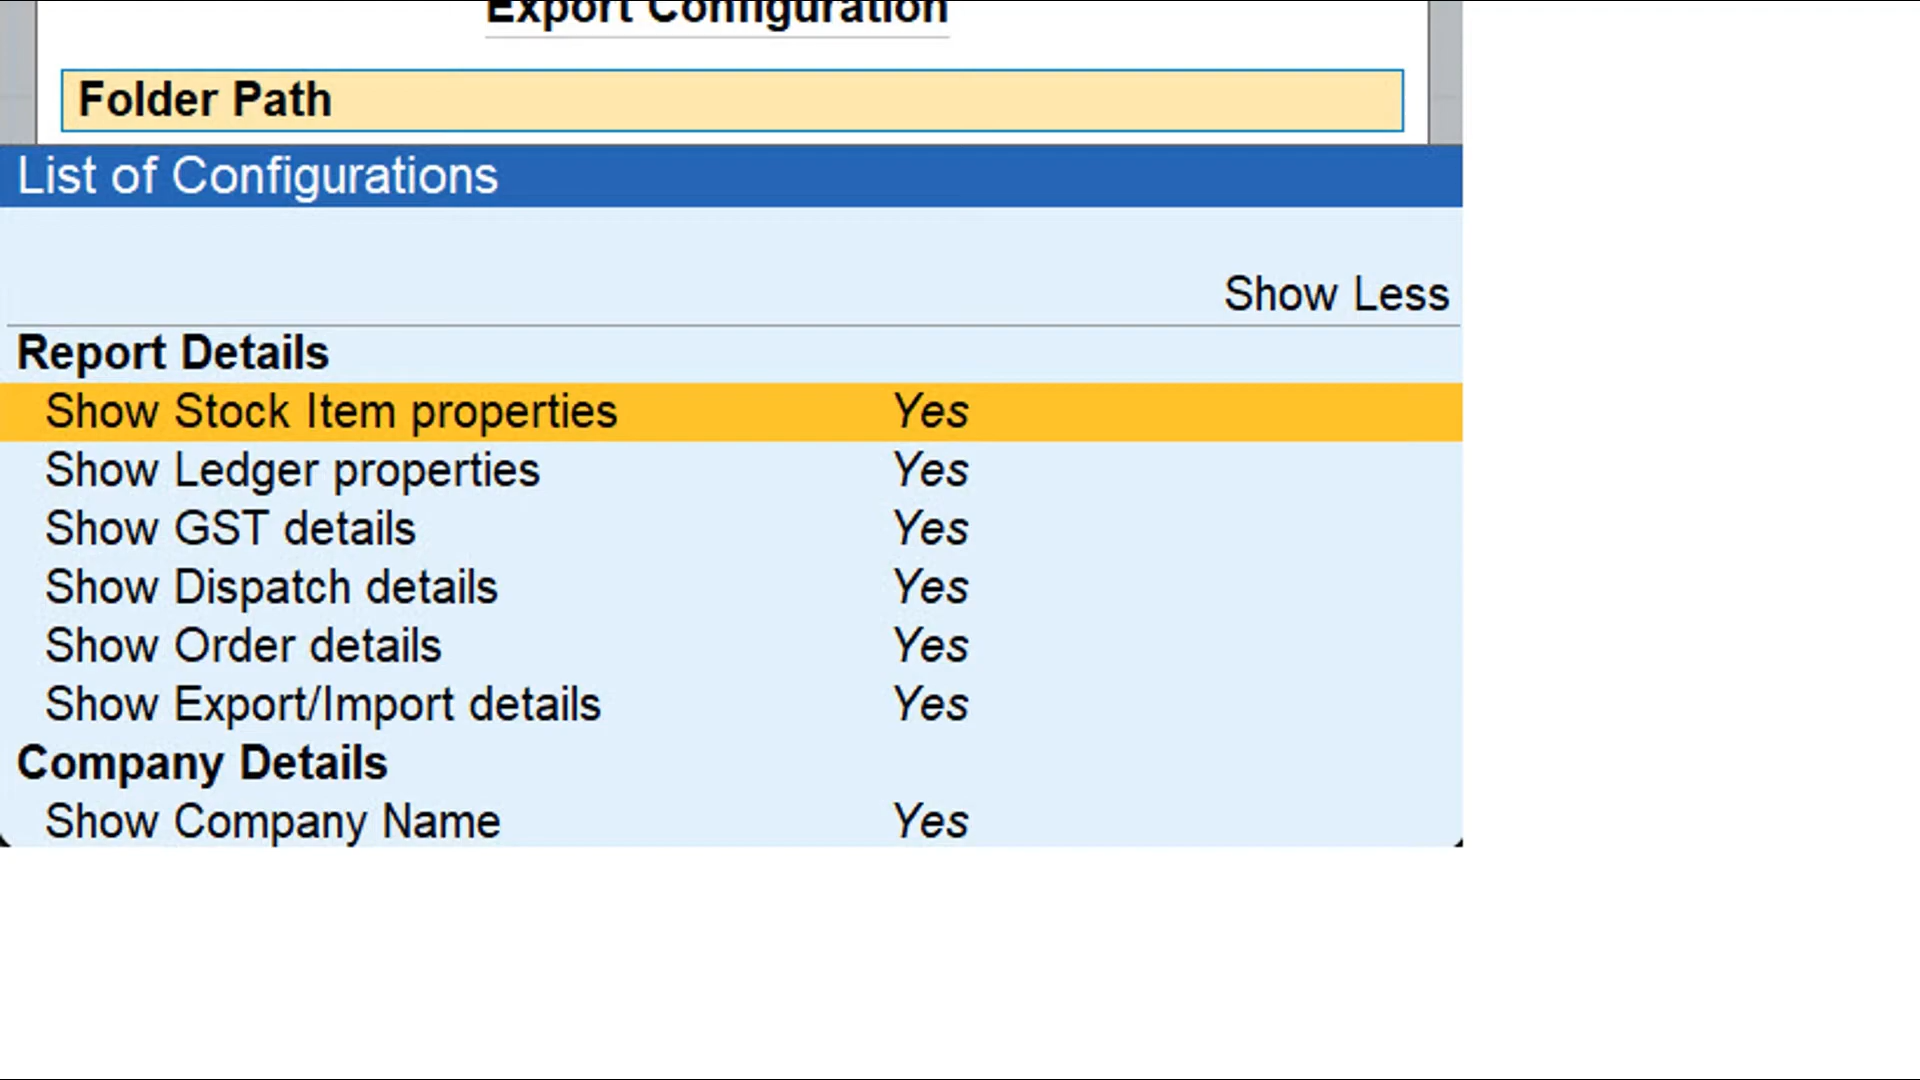 Export Configuration
Folder Path
List of Configurations
Show Less
Report Details
Show Stock Item properties Yes
Show Ledger properties Yes
Show GST details Yes
Show Dispatch details Yes
Show Order details Yes
Show Export/Import details Yes
Company Details
Show Company Name Yes